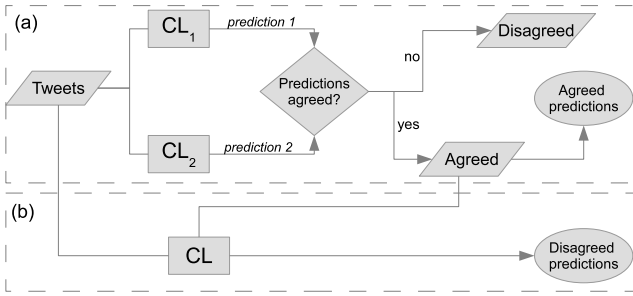 (a)
CL1
prediction 1
Disagreed
no
Tweets
Predictions
agreed?
Agreed
predictions
yes
CL2
prediction 2
Agreed
(b)
CL
Disagreed
predictions